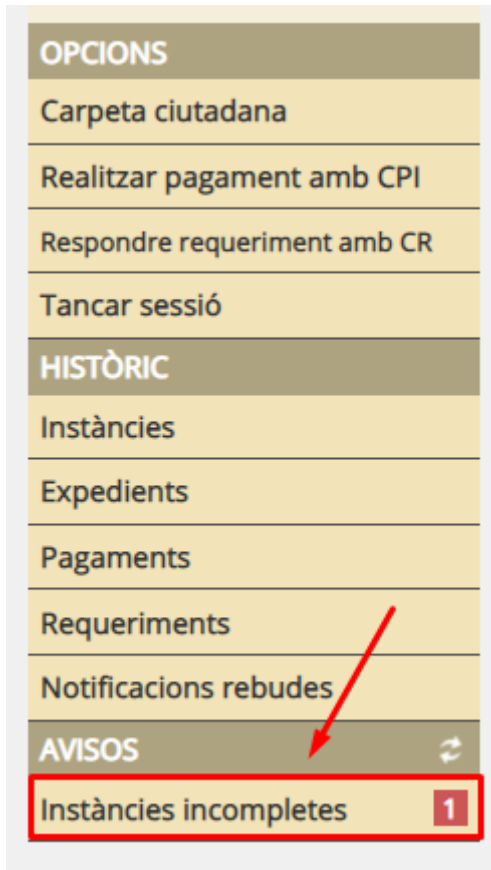 OPCIONS
Carpeta ciutadana
Realitzar pagament amb CPI
Respondre requeriment amb CR
Tancar sessió
HISTÒRIC
Instàncies
Expedients
Pagaments
Requeriments
Notificacions rebudes
AVISOS
Instàncies incompletes 1